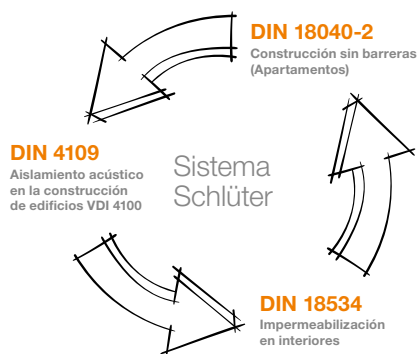 DIN 18040-2
Construcción sin barreras
(Apartamentos)
DIN 4109
Aislamiento acústico
en la construcción
de edificios VDI 4100
Sistema
Schlüter
DIN 18534
Impermeabilización
en interiores